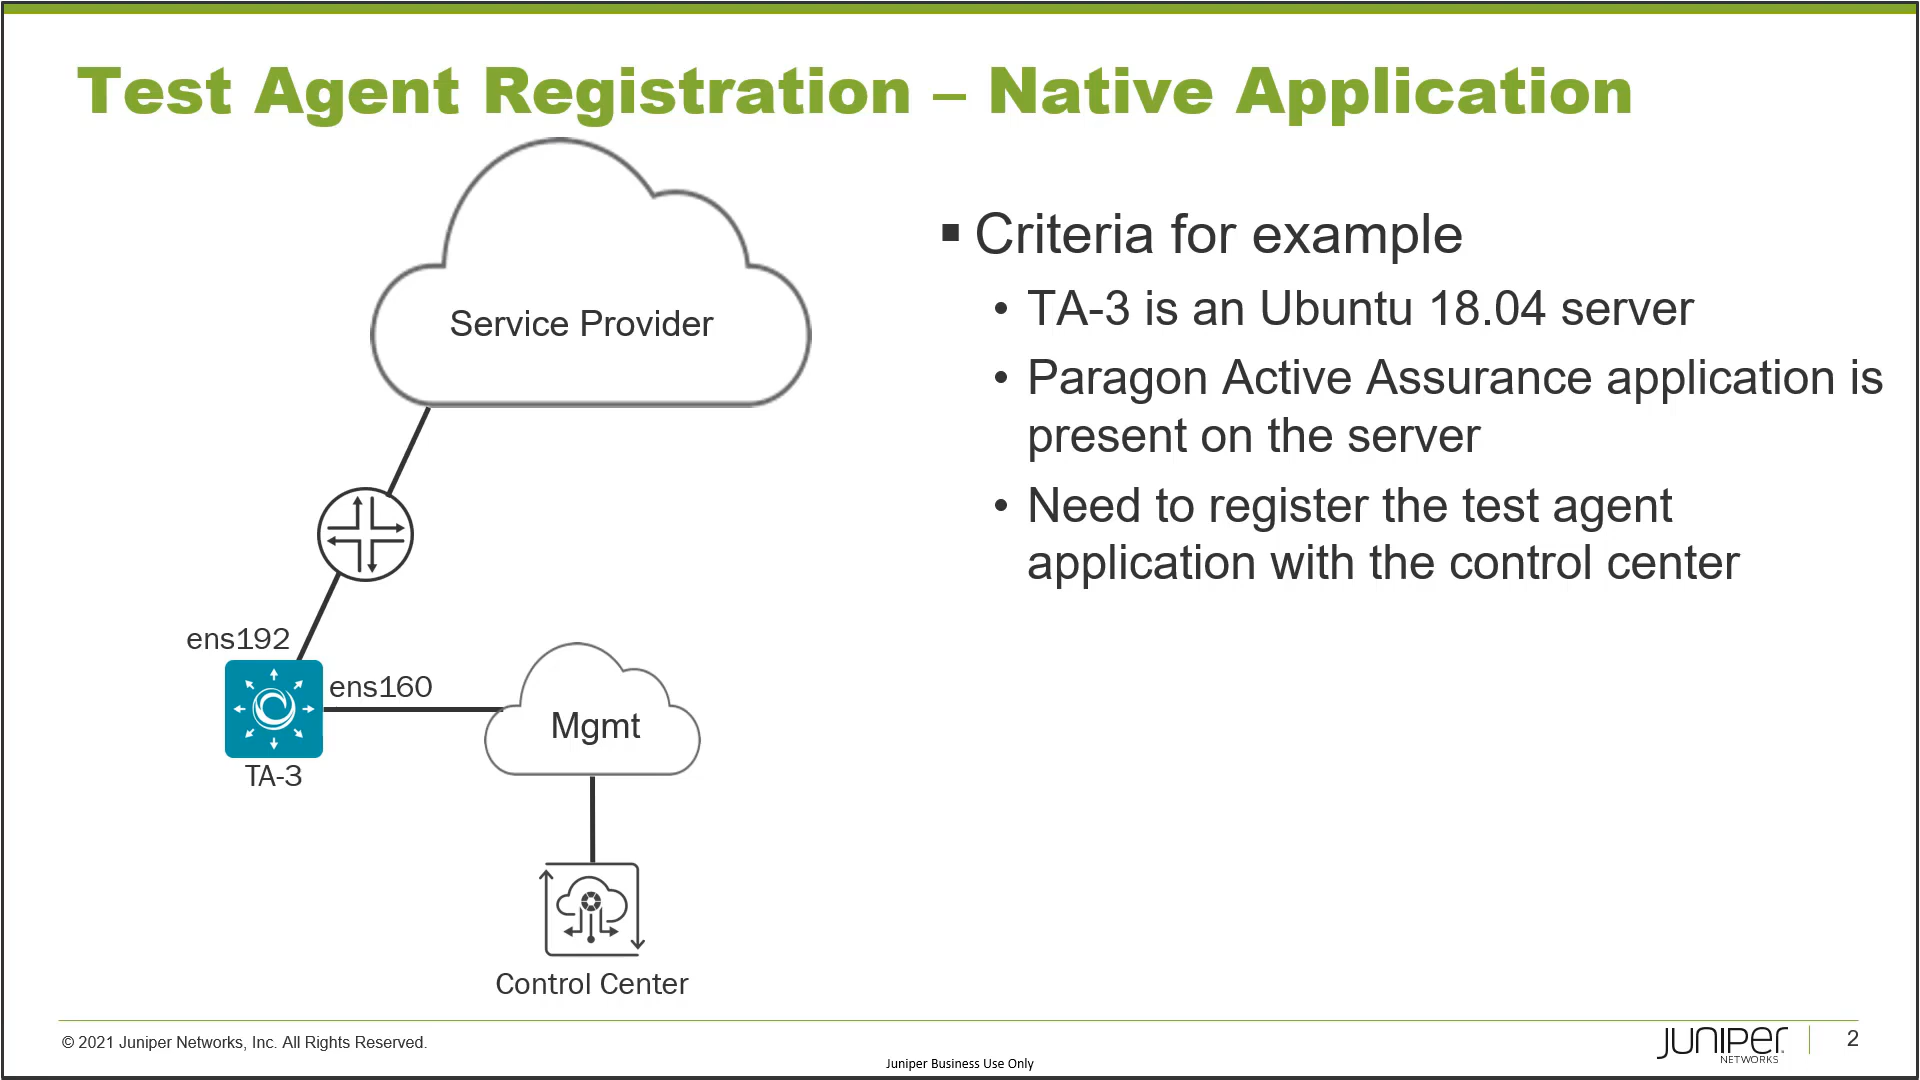 Test Agent Registration – Native Application
Service Provider
ens192
ens160
TA-3
Mgmt
Control Center
▪ Criteria for example
• TA-3 is an Ubuntu 18.04 server
• Paragon Active Assurance application is
present on the server
• Need to register the test agent
application with the control center
© 2021 Juniper Networks, Inc. All Rights Reserved.
Juniper Business Use Only
JUNIPER
NETWORKS
2